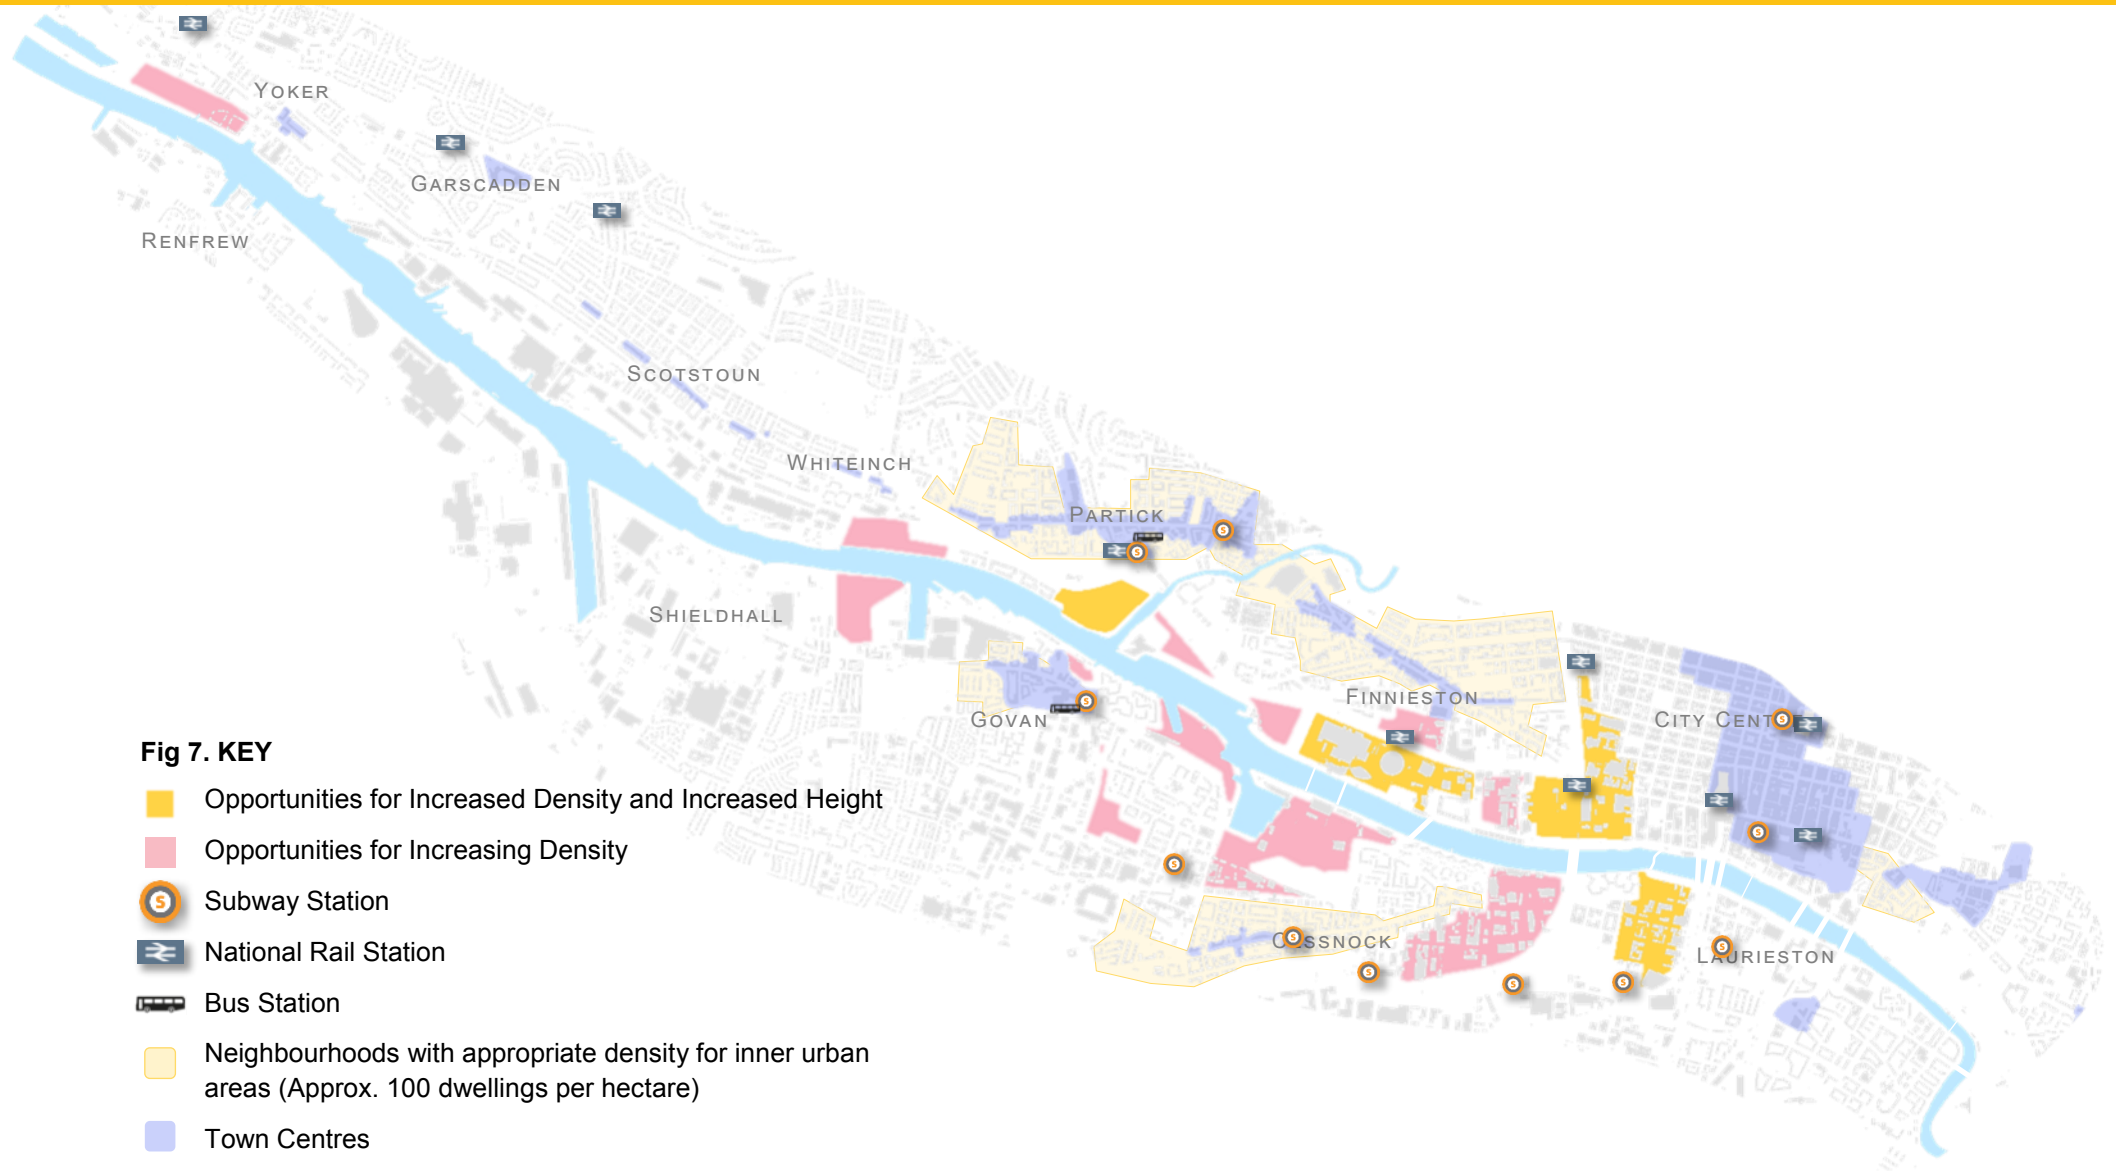 YOKER
GARSCADDEN
RENFREW
SCOTSTOUN
WHITEINCH
PARTICK
SHIELDHALL
FINNIESTON
GOVAN
CITY CENT
CESSNOCK
LAURIESTON
Fig 7. KEY
Opportunities for Increased Density and Increased Height
Opportunities for Increasing Density
S
Subway Station
National Rail Station
Bus Station
Neighbourhoods with appropriate density for inner urban
areas (Approx. 100 dwellings per hectare)
Town Centres